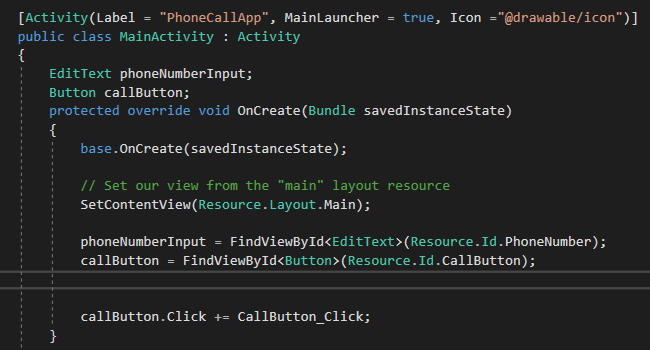 [Activity(Label = "PhoneCallApp", MainLauncher = true, Icon ="@drawable/icon")]
public class MainActivity : Activity
{
EditText phoneNumberInput;
Button callButton;
protected override void OnCreate(Bundle savedInstanceState)
{
base.OnCreate(savedInstanceState);
// Set our view from the "main" layout resource
SetContentView(Resource.Layout.Main);
phoneNumberInput = FindViewById<EditText>(Resource.Id.PhoneNumber);
callButton = FindViewById<Button>(Resource.Id.CallButton);
callButton.Click += CallButton_Click;
}